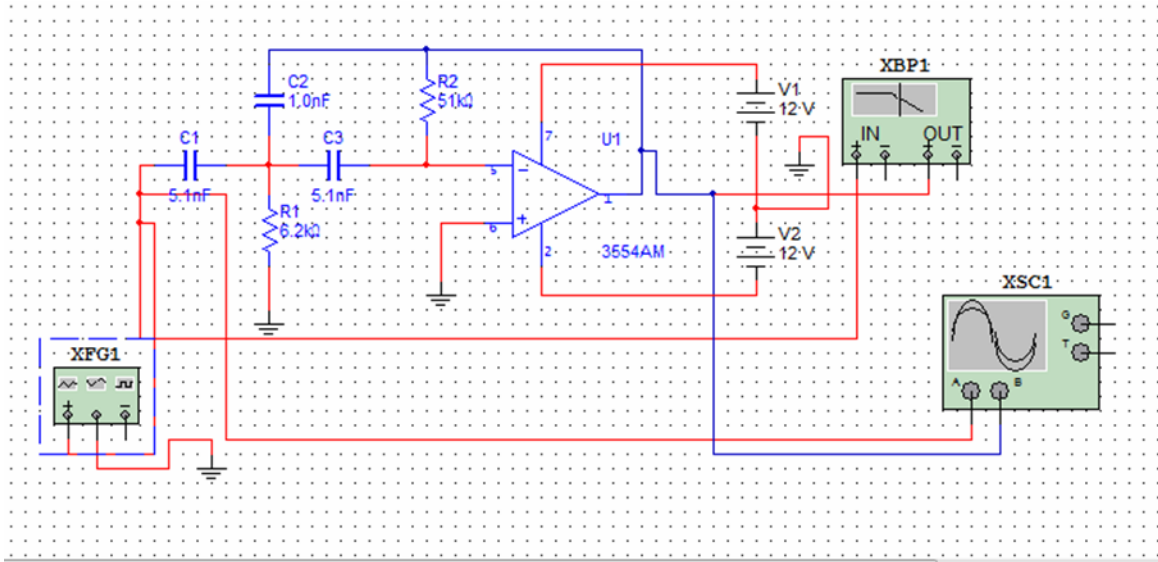 XBP1
IN OUT
+ - + -
C2
1.0nF
R2
51kΩ
V1
12 V
U1
7
C1
5.1nF
C3
5.1nF
5
-
1
6
+
2
3554AM
R1
6.2kΩ
V2
12 V
XSC1
G
T
A B
XFG1
+ -